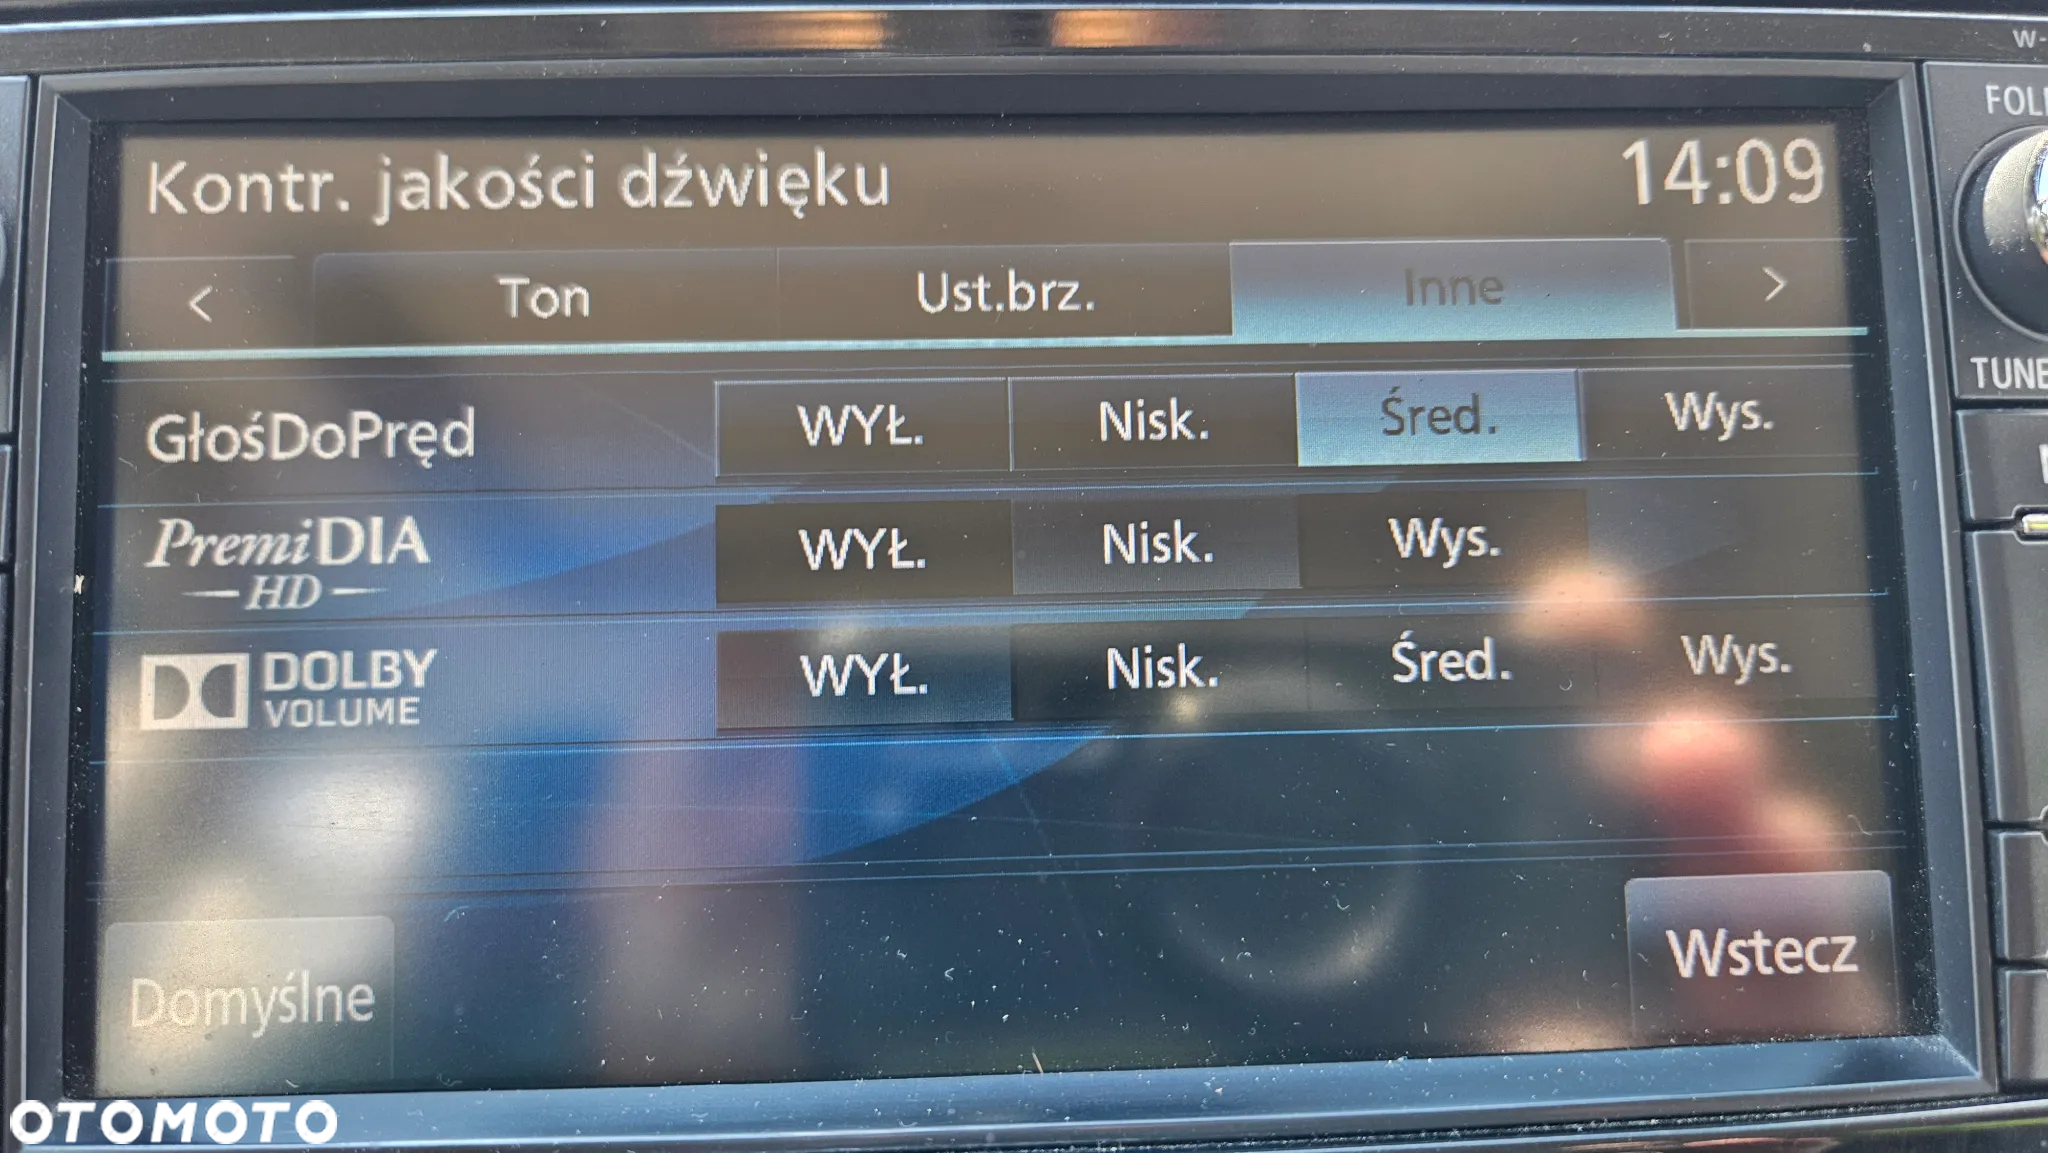 W-
Kontr. jakości dźwięku 14:09
< Ton Ust.brz. Inne >
GłośDoPręd WYŁ. Nisk. Śred. Wys.
PremiDIA WYŁ. Nisk. Wys.
HD
DOLBY VOLUME WYŁ. Nisk. Śred. Wys.
Domyślne Wstecz
TUNE
OTOMOTO